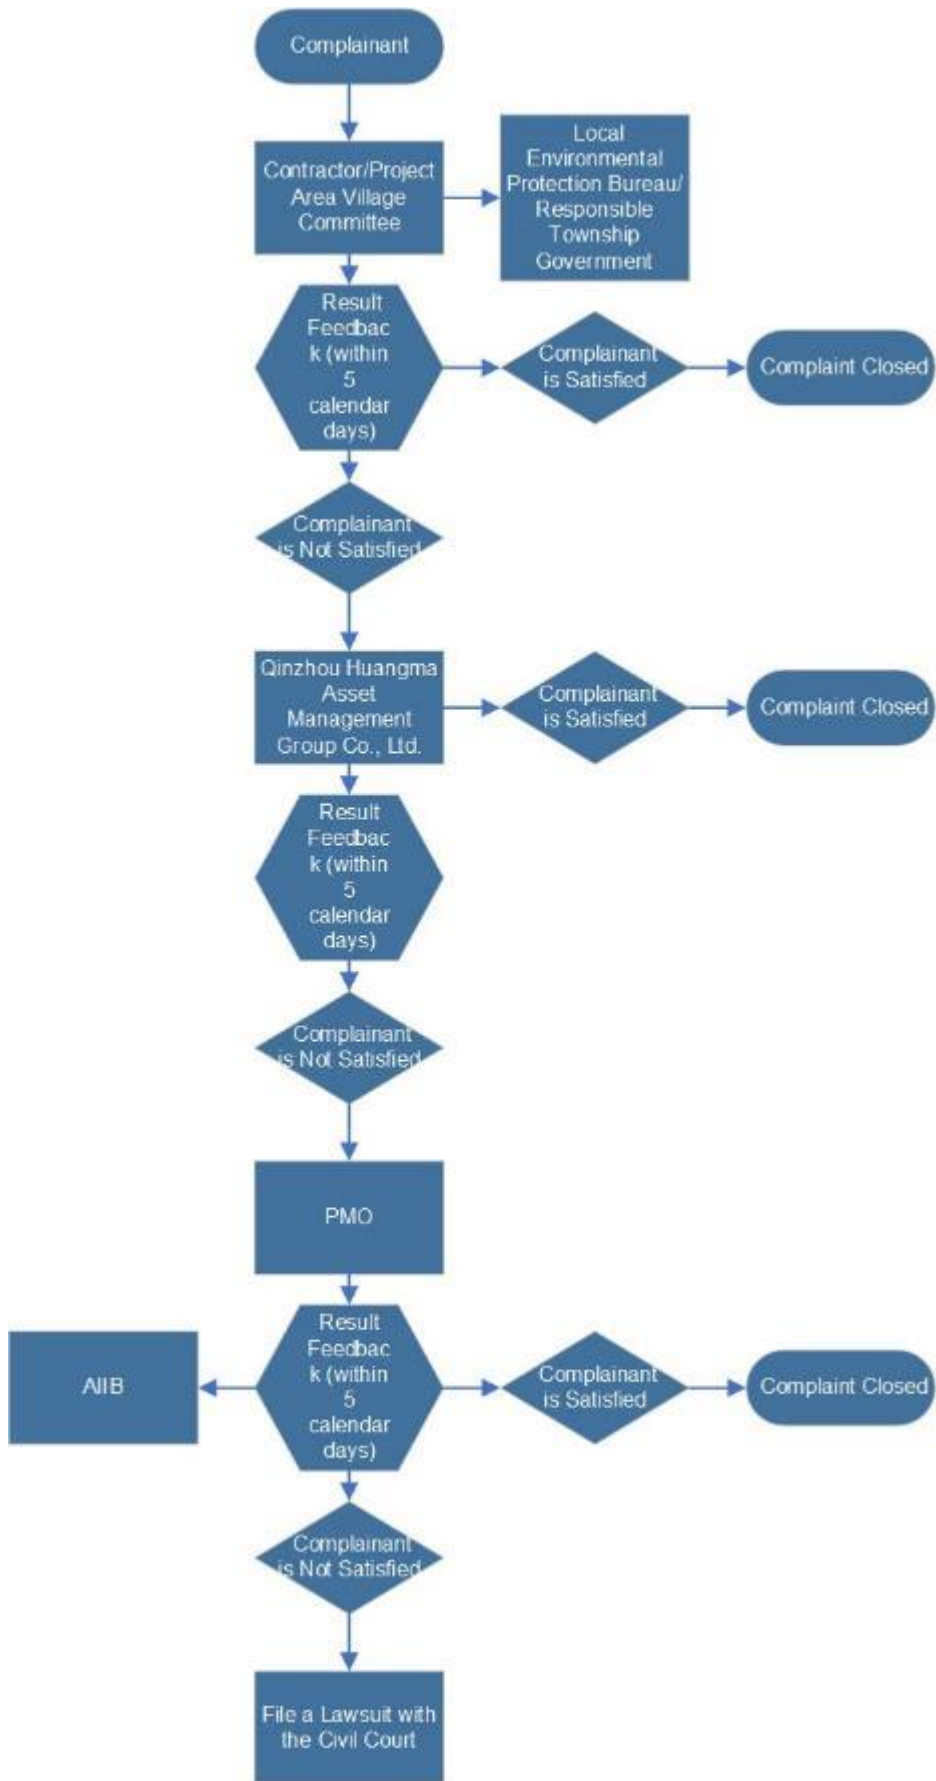 Complainant
Contractor/Project
Area Village
Committee
Local
Environmental
Protection Bureau/
Responsible
Township
Government
Result
Feedbac
k (within
5
calendar
days)
Complainant
is Satisfied
Complaint Closed
Complainant
is Not Satisfied
Qinzhou Huangma
Asset
Management
Group Co., Ltd.
Complainant
is Satisfied
Complaint Closed
Result
Feedbac
k (within
5
calendar
days)
Complainant
is Not Satisfied
PMO
AIIB
Result
Feedbac
k (within
5
calendar
days)
Complainant
is Satisfied
Complaint Closed
Complainant
is Not Satisfied
File a Lawsuit with
the Civil Court